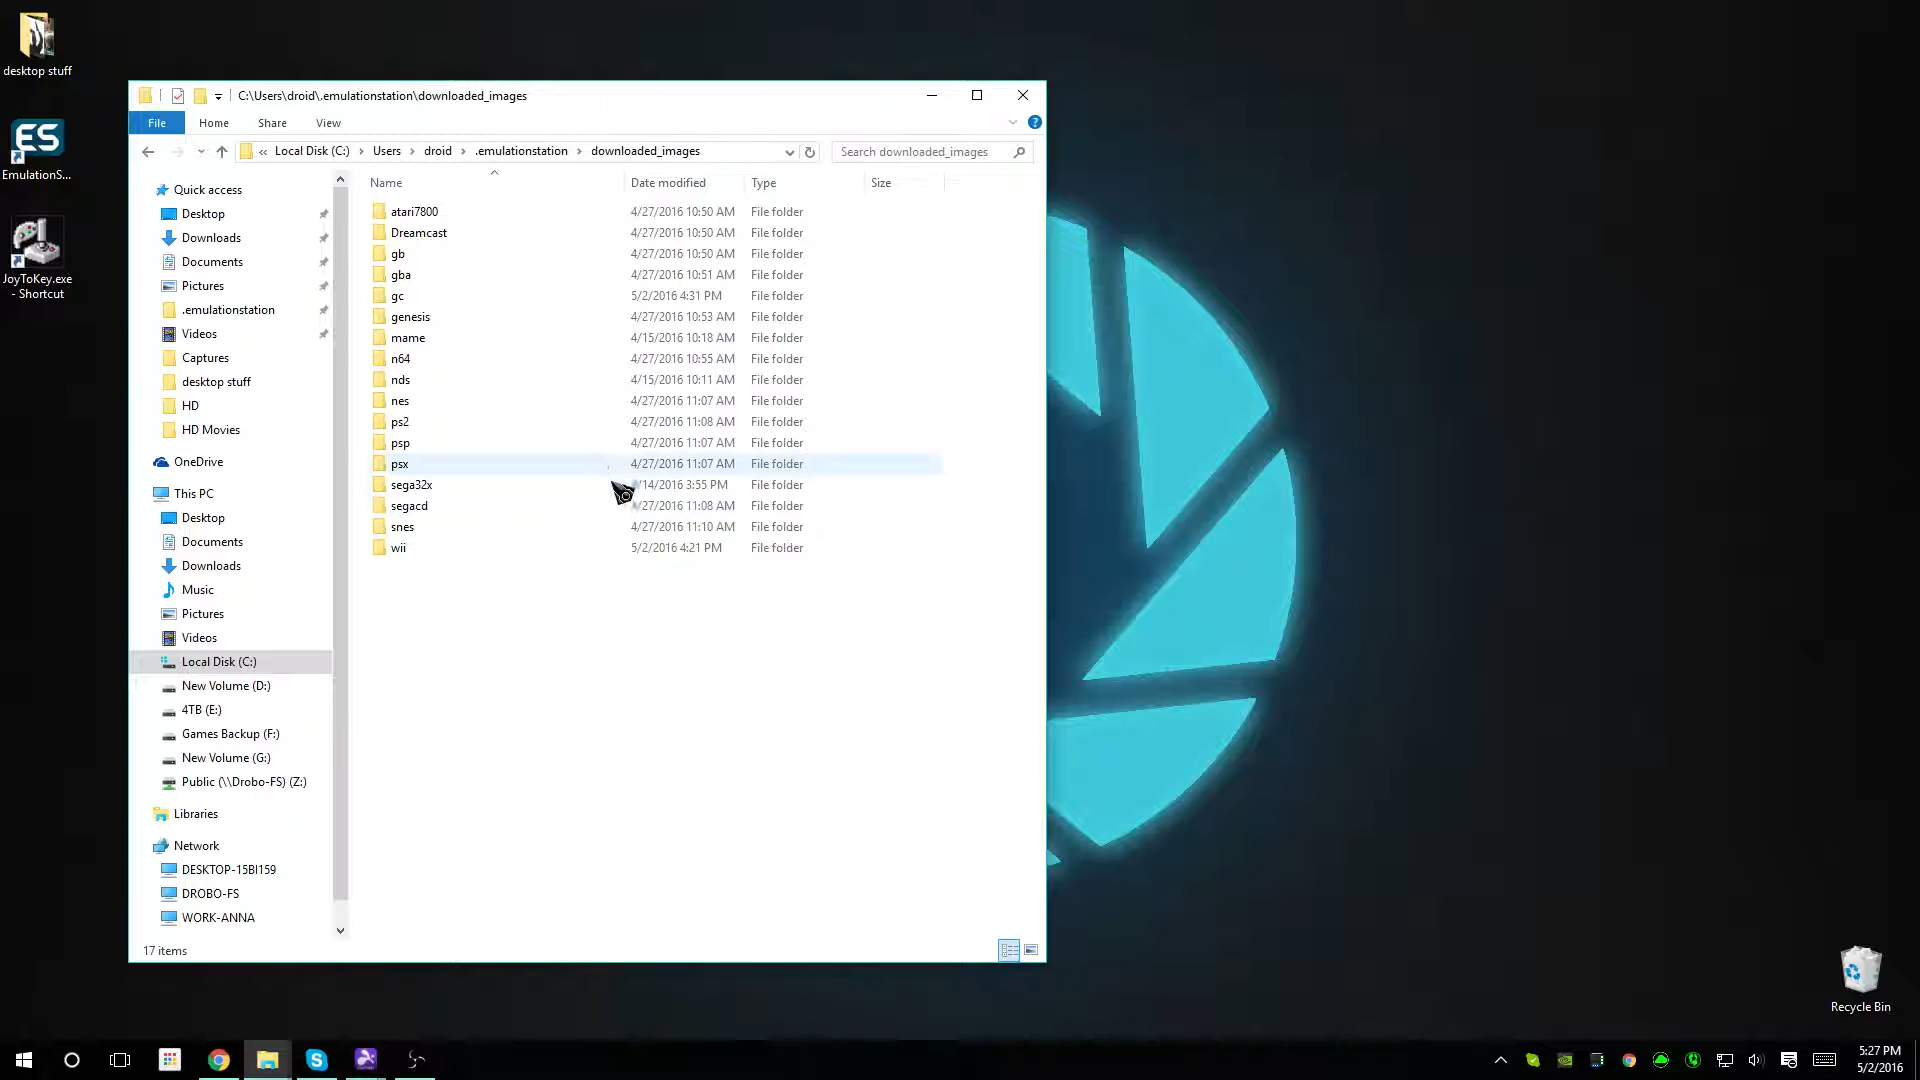 desktop stuff
ES
EmulationS...
JoyToKey.exe
- Shortcut
C:\Users\droid\.emulationstation\downloaded_images
File Home Share View
« Local Disk (C:) › Users › droid › .emulationstation › downloaded_images
Search downloaded_images
Quick access
Desktop
Downloads
Documents
Pictures
.emulationstation
Videos
Captures
desktop stuff
HD
HD Movies
OneDrive
This PC
Desktop
Documents
Downloads
Music
Pictures
Videos
Local Disk (C:)
New Volume (D:)
4TB (E:)
Games Backup (F:)
New Volume (G:)
Public (\\Drobo-FS) (Z:)
Libraries
Network
DESKTOP-15BI159
DROBO-FS
WORK-ANNA
Name Date modified Type Size
atari7800 4/27/2016 10:50 AM File folder
Dreamcast 4/27/2016 10:50 AM File folder
gb 4/27/2016 10:50 AM File folder
gba 4/27/2016 10:51 AM File folder
gc 5/2/2016 4:31 PM File folder
genesis 4/27/2016 10:53 AM File folder
mame 4/15/2016 10:18 AM File folder
n64 4/27/2016 10:55 AM File folder
nds 4/15/2016 10:11 AM File folder
nes 4/27/2016 11:07 AM File folder
ps2 4/27/2016 11:08 AM File folder
psp 4/27/2016 11:07 AM File folder
psx 4/27/2016 11:07 AM File folder
sega32x /14/2016 3:55 PM File folder
segacd /27/2016 11:08 AM File folder
snes 4/27/2016 11:10 AM File folder
wii 5/2/2016 4:21 PM File folder
17 items
Recycle Bin
5:27 PM
5/2/2016